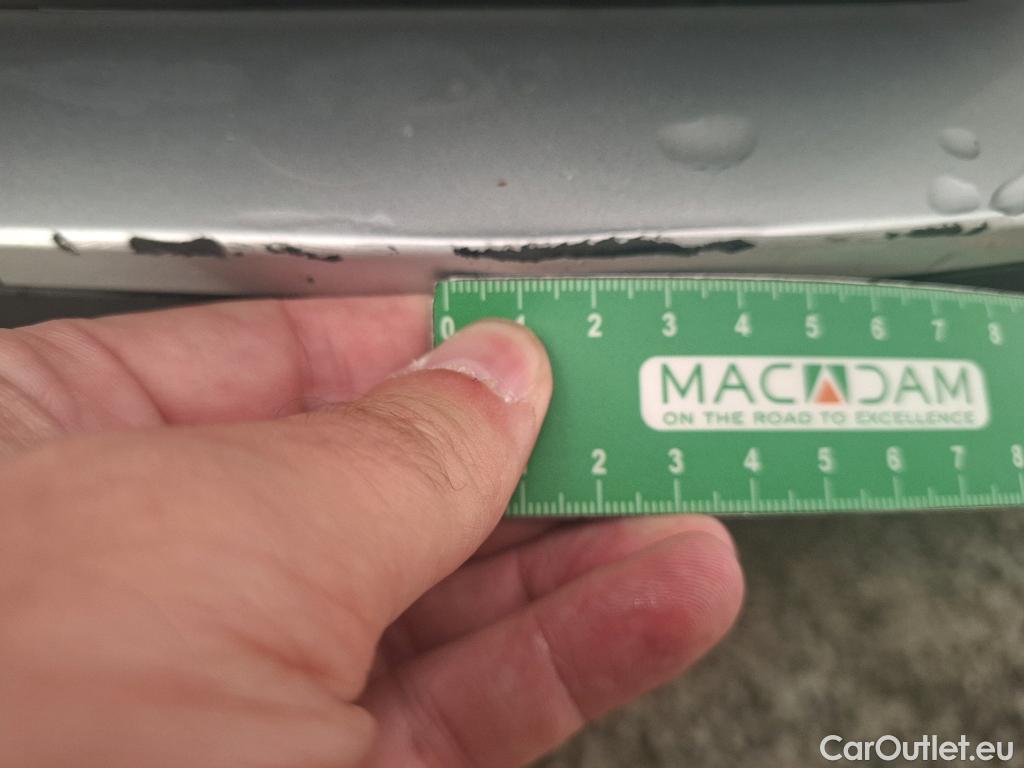 0 1 2 3 4 5 6 7 8
MACADAM
ON THE ROAD TO EXCELLENCE
2 3 4 5 6 7 8
CarOutlet.eu